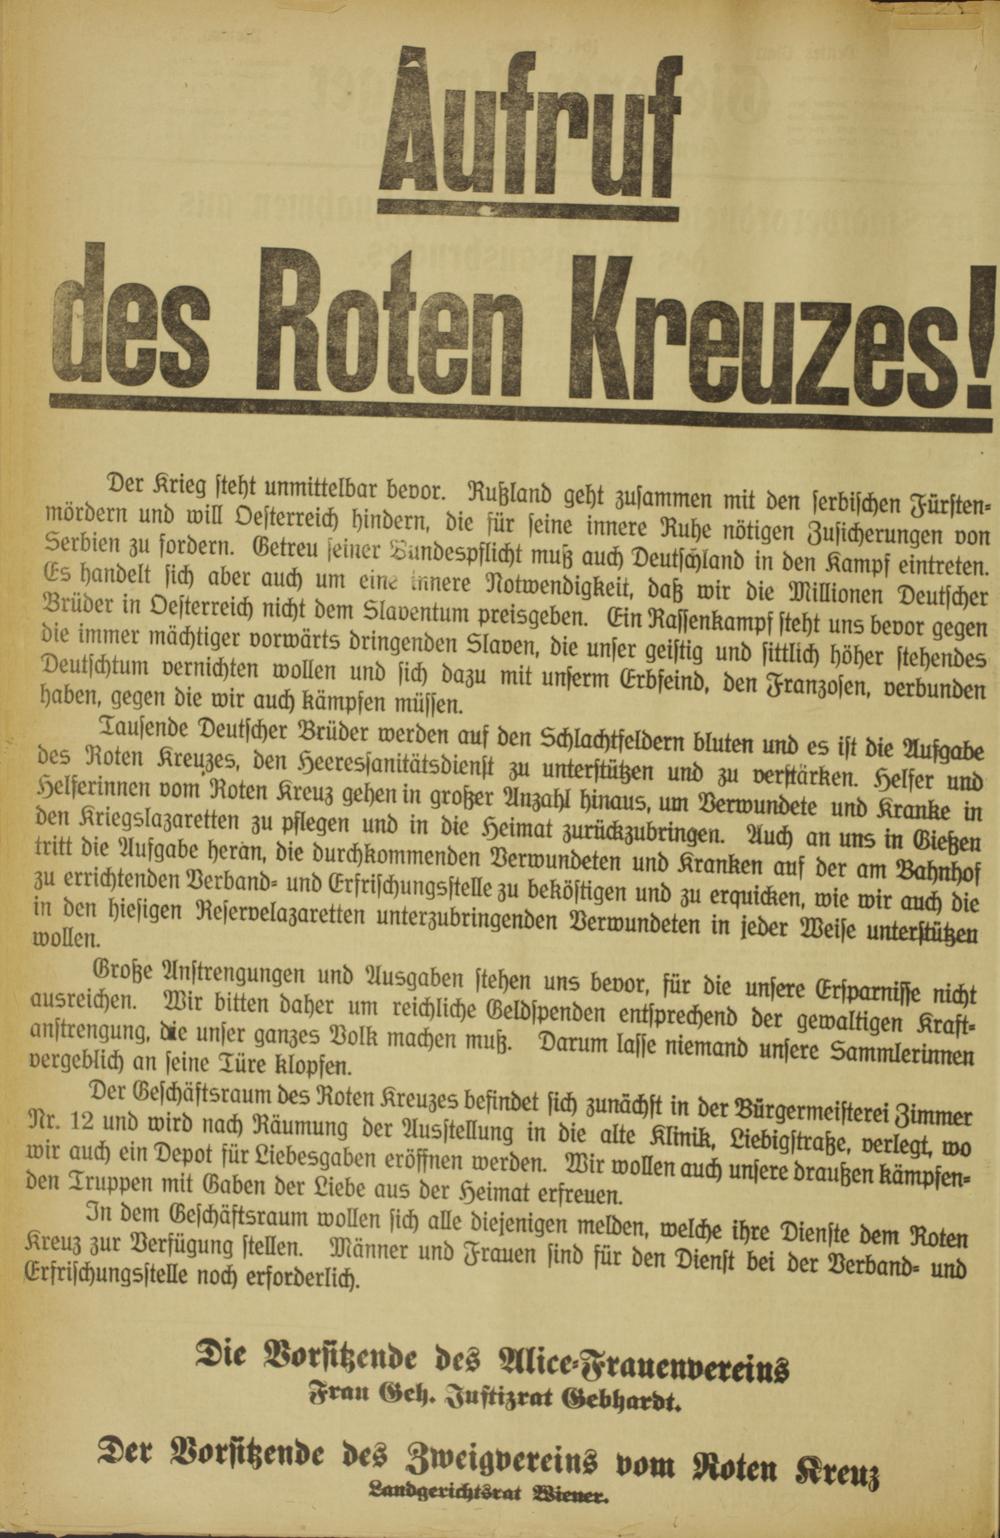 Aufruf
des Roten Kreuzes!
Der Krieg steht unmittelbar bevor. Rußland geht zusammen mit den serbischen Fürsten-
mördern und will Oesterreich hindern, die für seine innere Ruhe nötigen Zusicherungen von
Serbien zu fordern. Getreu seiner Bundespflicht muß auch Deutschland in den Kampf eintreten.
Es handelt sich aber auch um eine innere Notwendigkeit, daß wir die Millionen Deutscher
Brüder in Oesterreich nicht dem Slaventum preisgeben. Ein Rassenkampf steht uns bevor gegen
die immer mächtiger vorwärts dringenden Slaven, die unser geistig und sittlich höher stehendes
Deutschtum vernichten wollen und sich dazu mit unserm Erbfeind, den Franzosen, verbunden
haben, gegen die wir auch kämpfen müssen.
Tausende Deutscher Brüder werden auf den Schlachtfeldern bluten und es ist die Aufgabe
des Roten Kreuzes, den Heeressanitätsdienst zu unterstützen und zu verstärken. Helfer und
Helferinnen vom Roten Kreuz gehen in großer Anzahl hinaus, um Verwundete und Kranke in
den Kriegslazaretten zu pflegen und in die Heimat zurückzubringen. Auch an uns in Gießen
tritt die Aufgabe heran, die durchkommenden Verwundeten und Kranken auf der am Bahnhof
zu errichtenden Verband- und Erfrischungsstelle zu beköstigen und zu erquicken, wie wir auch die
in den hiesigen Reservelazaretten unterzubringenden Verwundeten in jeder Weise unterstützen
wollen.
Große Anstrengungen und Ausgaben stehen uns bevor, für die unsere Ersparnisse nicht
ausreichen. Wir bitten daher um reichliche Geldspenden entsprechend der gewaltigen Kraft-
anstrengung, die unser ganzes Volk machen muß. Darum lasse niemand unsere Sammlerinnen
vergeblich an seine Türe klopfen.
Der Geschäftsraum des Roten Kreuzes befindet sich zunächst in der Bürgermeisterei Zimmer
Nr. 12 und wird nach Räumung der Ausstellung in die alte Klinik, Liebigstraße, verlegt, wo
wir auch ein Depot für Liebesgaben eröffnen werden. Wir wollen auch unsere draußen kämpfen-
den Truppen mit Gaben der Liebe aus der Heimat erfreuen.
In dem Geschäftsraum wollen sich alle diejenigen melden, welche ihre Dienste dem Roten
Kreuz zur Verfügung stellen. Männer und Frauen sind für den Dienst bei der Verband- und
Erfrischungsstelle noch erforderlich.
Die Vorsitzende des Alice-Frauenvereins
Frau Geh. Justizrat Gebhardt.
Der Vorsitzende des Zweigvereins vom Roten Kreuz
Landgerichtsrat Wiener.